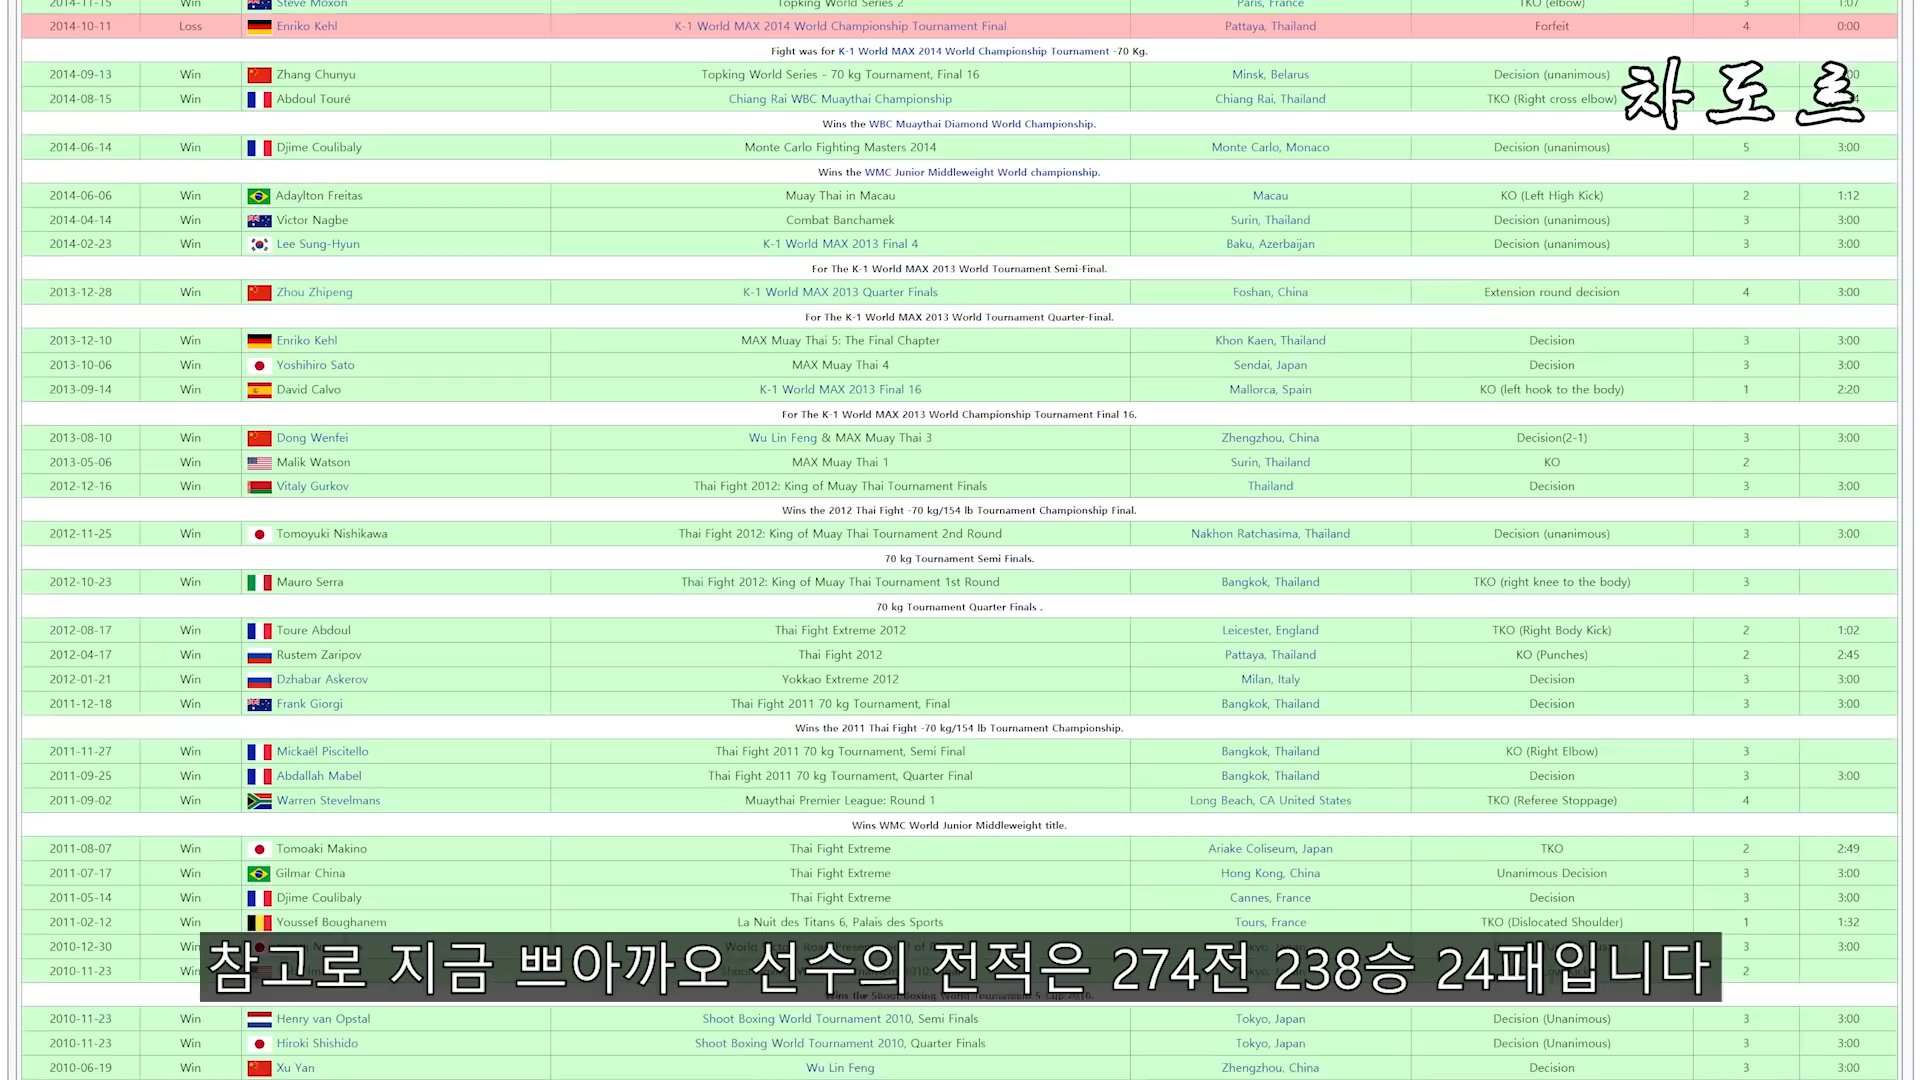 2014-11-15 Win Steve Moxon Topking World Series 2 Paris, France TKO (elbow) 3 1:07
2014-10-11 Loss Enriko Kehl K-1 World MAX 2014 World Championship Tournament Final Pattaya, Thailand Forfeit 4 0:00
Fight was for K-1 World MAX 2014 World Championship Tournament -70 Kg.
2014-09-13 Win Zhang Chunyu Topking World Series - 70 kg Tournament, Final 16 Minsk, Belarus Decision (unanimous)
차도르
2014-08-15 Win Abdoul Touré Chiang Rai WBC Muaythai Championship Chiang Rai, Thailand TKO (Right cross elbow)
Wins the WBC Muaythai Diamond World Championship.
2014-06-14 Win Djime Coulibaly Monte Carlo Fighting Masters 2014 Monte Carlo, Monaco Decision (unanimous) 5 3:00
Wins the WMC Junior Middleweight World championship.
2014-06-06 Win Adaylton Freitas Muay Thai in Macau Macau KO (Left High Kick) 2 1:12
2014-04-14 Win Victor Nagbe Combat Banchamek Surin, Thailand Decision (unanimous) 3 3:00
2014-02-23 Win Lee Sung-Hyun K-1 World MAX 2013 Final 4 Baku, Azerbaijan Decision (unanimous) 3 3:00
For The K-1 World MAX 2013 World Tournament Semi-Final.
2013-12-28 Win Zhou Zhipeng K-1 World MAX 2013 Quarter Finals Foshan, China Extension round decision 4 3:00
For The K-1 World MAX 2013 World Tournament Quarter-Final.
2013-12-10 Win Enriko Kehl MAX Muay Thai 5: The Final Chapter Khon Kaen, Thailand Decision 3 3:00
2013-10-06 Win Yoshihiro Sato MAX Muay Thai 4 Sendai, Japan Decision 3 3:00
2013-09-14 Win David Calvo K-1 World MAX 2013 Final 16 Mallorca, Spain KO (left hook to the body) 1 2:20
For The K-1 World MAX 2013 World Championship Tournament Final 16.
2013-08-10 Win Dong Wenfei Wu Lin Feng & MAX Muay Thai 3 Zhengzhou, China Decision(2-1) 3 3:00
2013-05-06 Win Malik Watson MAX Muay Thai 1 Surin, Thailand KO 2
2012-12-16 Win Vitaly Gurkov Thai Fight 2012: King of Muay Thai Tournament Finals Thailand Decision 3 3:00
Wins the 2012 Thai Fight -70 kg/154 lb Tournament Championship Final.
2012-11-25 Win Tomoyuki Nishikawa Thai Fight 2012: King of Muay Thai Tournament 2nd Round Nakhon Ratchasima, Thailand Decision (unanimous) 3 3:00
70 kg Tournament Semi Finals.
2012-10-23 Win Mauro Serra Thai Fight 2012: King of Muay Thai Tournament 1st Round Bangkok, Thailand TKO (right knee to the body) 3
70 kg Tournament Quarter Finals .
2012-08-17 Win Toure Abdoul Thai Fight Extreme 2012 Leicester, England TKO (Right Body Kick) 2 1:02
2012-04-17 Win Rustem Zaripov Thai Fight 2012 Pattaya, Thailand KO (Punches) 2 2:45
2012-01-21 Win Dzhabar Askerov Yokkao Extreme 2012 Milan, Italy Decision 3 3:00
2011-12-18 Win Frank Giorgi Thai Fight 2011 70 kg Tournament, Final Bangkok, Thailand Decision 3 3:00
Wins the 2011 Thai Fight -70 kg/154 lb Tournament Championship.
2011-11-27 Win Mickaël Piscitello Thai Fight 2011 70 kg Tournament, Semi Final Bangkok, Thailand KO (Right Elbow) 3
2011-09-25 Win Abdallah Mabel Thai Fight 2011 70 kg Tournament, Quarter Final Bangkok, Thailand Decision 3 3:00
2011-09-02 Win Warren Stevelmans Muaythai Premier League: Round 1 Long Beach, CA United States TKO (Referee Stoppage) 4
Wins WMC World Junior Middleweight title.
2011-08-07 Win Tomoaki Makino Thai Fight Extreme Ariake Coliseum, Japan TKO 2 2:49
2011-07-17 Win Gilmar China Thai Fight Extreme Hong Kong, China Unanimous Decision 3 3:00
2011-05-14 Win Djime Coulibaly Thai Fight Extreme Cannes, France Decision 3 3:00
2011-02-12 Win Youssef Boughanem La Nuit des Titans 6, Palais des Sports Tours, France TKO (Dislocated Shoulder) 1 1:32
2010-12-30 Win 3 3:00
참고로 지금 쁘아까오 선수의 전적은 274전 238승 24패입니다
2010-11-23 Win 2
2010-11-23 Win Henry van Opstal Shoot Boxing World Tournament 2010, Semi Finals Tokyo, Japan Decision (Unanimous) 3 3:00
2010-11-23 Win Hiroki Shishido Shoot Boxing World Tournament 2010, Quarter Finals Tokyo, Japan Decision (Unanimous) 3 3:00
2010-06-19 Win Xu Yan Wu Lin Feng Zhengzhou, China Decision 3 3:00